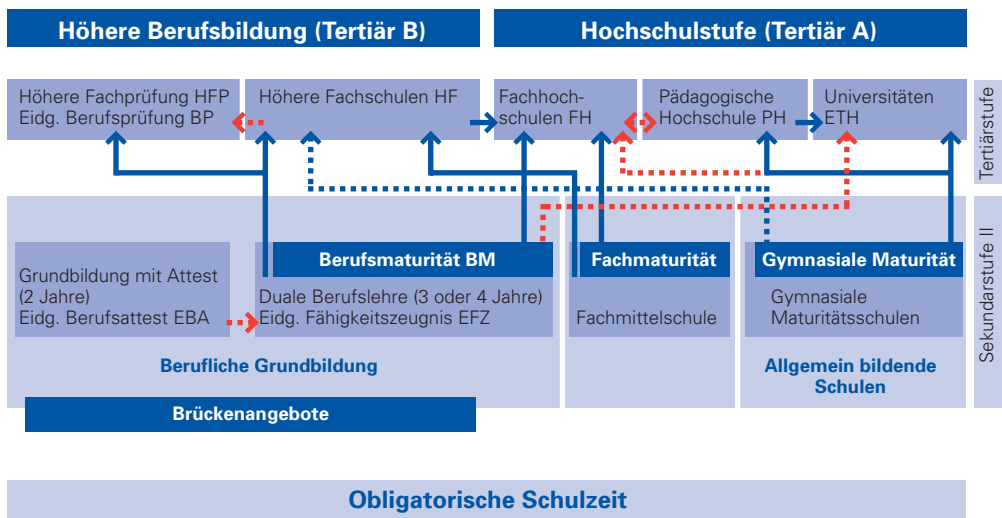 Höhere Berufsbildung (Tertiär B)
Hochschulstufe (Tertiär A)
Höhere Fachprüfung HFP
Eidg. Berufsprüfung BP
Höhere Fachschulen HF
Fachhoch-
schulen FH
Pädagogische
Hochschule PH
Universitäten
ETH
Tertiärstufe
Grundbildung mit Attest
(2 Jahre)
Eidg. Berufsattest EBA
Berufsmaturität BM
Duale Berufslehre (3 oder 4 Jahre)
Eidg. Fähigkeitszeugnis EFZ
Fachmaturität
Fachmittelschule
Gymnasiale Maturität
Gymnasiale
Maturitätsschulen
Sekundarstufe II
Berufliche Grundbildung
Allgemein bildende
Schulen
Brückenangebote
Obligatorische Schulzeit